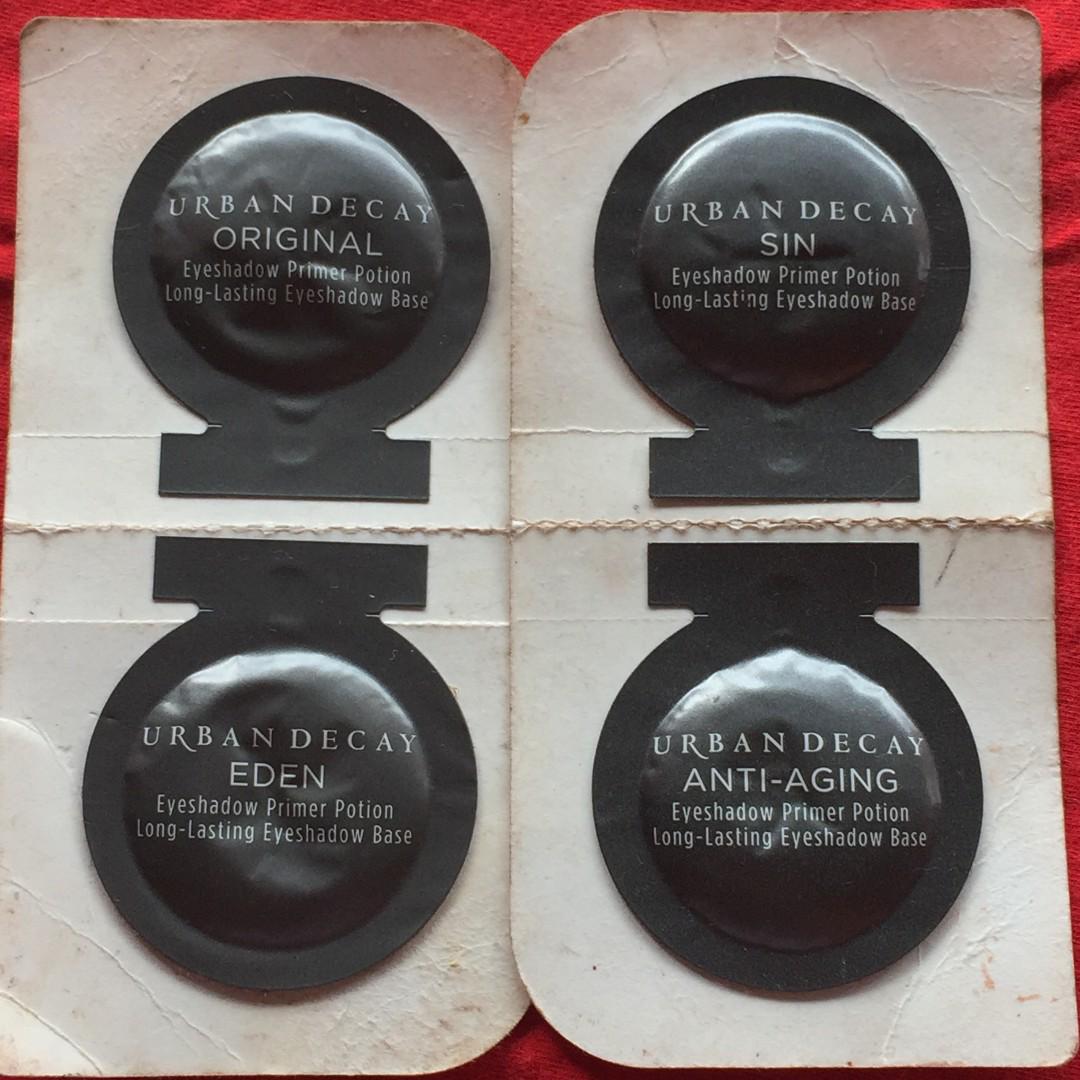 URBAN DECAY
ORIGINAL
Eyeshadow Primer Potion
Long-Lasting Eyeshadow Base
URBAN DECAY
SIN
Eyeshadow Primer Potion
Long-Lasting Eyeshadow Base
URBAN DECAY
EDEN
Eyeshadow Primer Potion
Long-Lasting Eyeshadow Base
URBAN DECAY
ANTI-AGING
Eyeshadow Primer Potion
Long-Lasting Eyeshadow Base